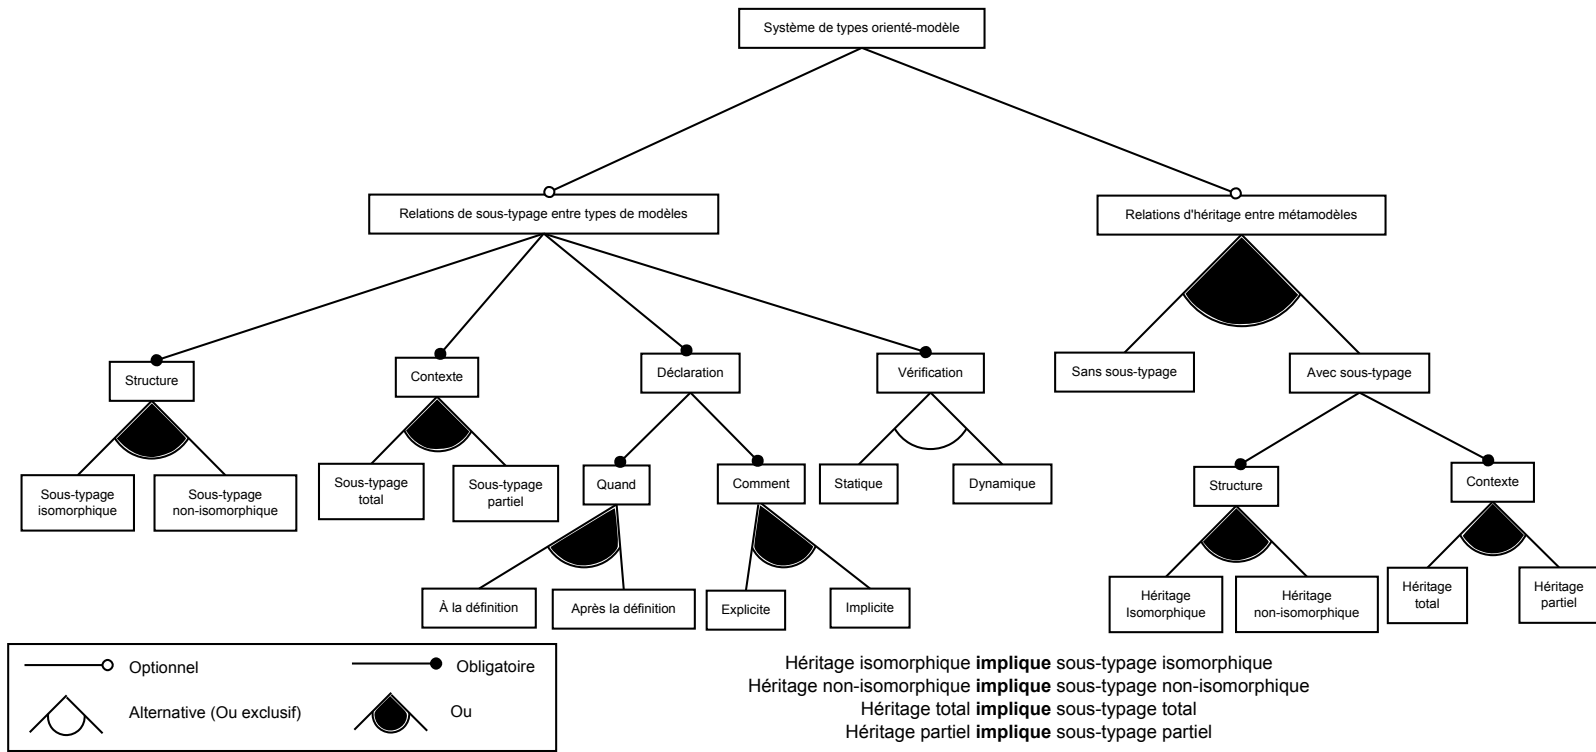 Système de types orienté-modèle
Relations de sous-typage entre types de modèles
Relations d'héritage entre métamodèles
Structure
Contexte
Déclaration
Vérification
Sans sous-typage
Avec sous-typage
Sous-typage
isomorphique
Sous-typage
non-isomorphique
Sous-typage
total
Sous-typage
partiel
Quand
Comment
Statique
Dynamique
Structure
Contexte
À la définition
Après la définition
Explicite
Implicite
Héritage
Isomorphique
Héritage
non-isomorphique
Héritage
total
Héritage
partiel
Optionnel
Obligatoire
Alternative (Ou exclusif)
Ou
Héritage isomorphique implique sous-typage isomorphique
Héritage non-isomorphique implique sous-typage non-isomorphique
Héritage total implique sous-typage total
Héritage partiel implique sous-typage partiel